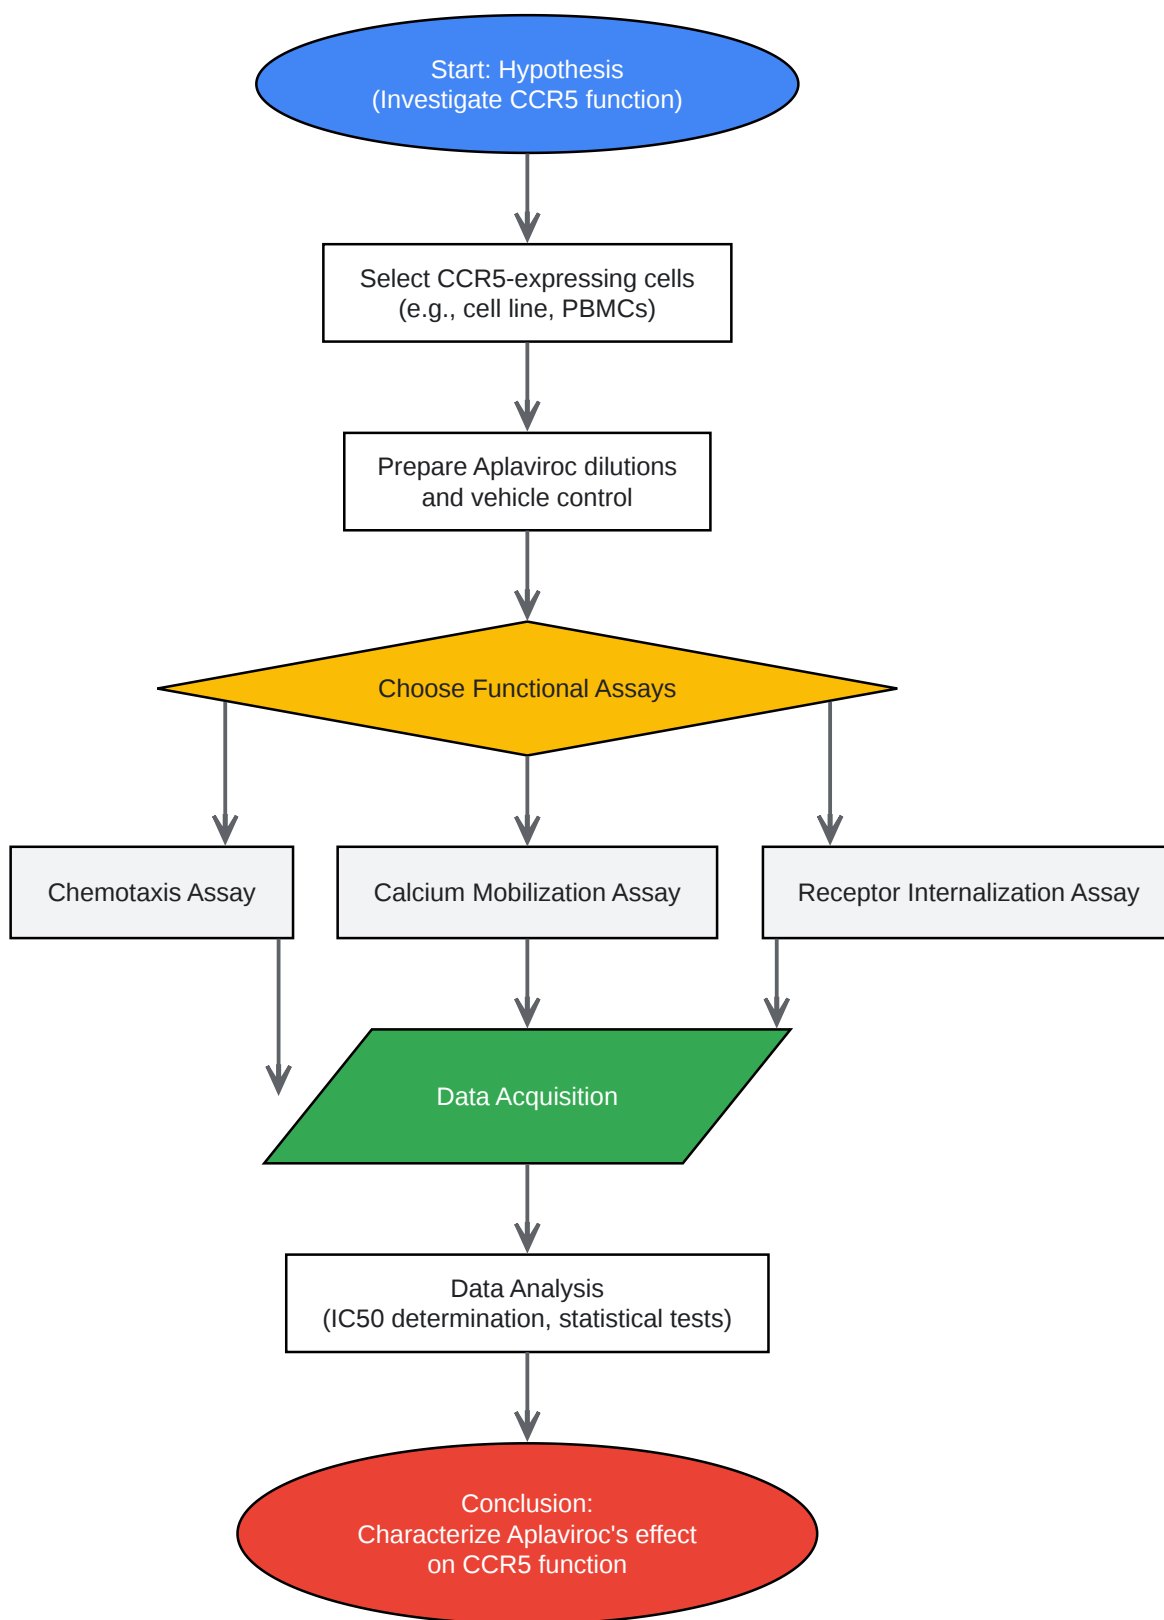 Start: Hypothesis
(Investigate CCR5 function)
Select CCR5-expressing cells
(e.g., cell line, PBMCs)
Prepare Aplaviroc dilutions
and vehicle control
Choose Functional Assays
Chemotaxis Assay
Calcium Mobilization Assay
Receptor Internalization Assay
Data Acquisition
Data Analysis
(IC50 determination, statistical tests)
Conclusion:
Characterize Aplaviroc's effect
on CCR5 function